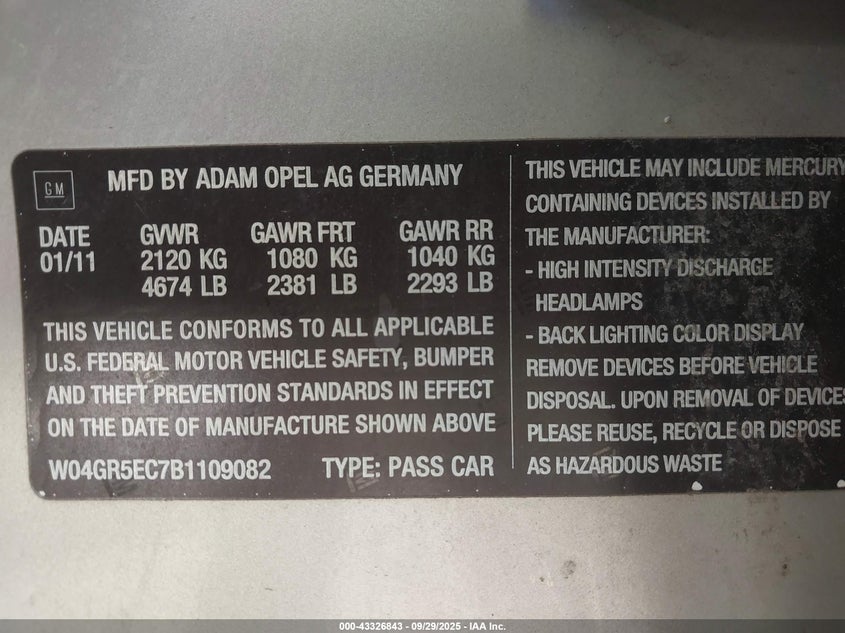 GM
MFD BY ADAM OPEL AG GERMANY
DATE GVWR GAWR FRT GAWR RR
01/11 2120 KG 1080 KG 1040 KG
4674 LB 2381 LB 2293 LB
THIS VEHICLE CONFORMS TO ALL APPLICABLE
U.S. FEDERAL MOTOR VEHICLE SAFETY, BUMPER
AND THEFT PREVENTION STANDARDS IN EFFECT
ON THE DATE OF MANUFACTURE SHOWN ABOVE
W04GR5EC7B1109082 TYPE: PASS CAR
THIS VEHICLE MAY INCLUDE MERCURY
CONTAINING DEVICES INSTALLED BY
THE MANUFACTURER:
- HIGH INTENSITY DISCHARGE
HEADLAMPS
- BACK LIGHTING COLOR DISPLAY
REMOVE DEVICES BEFORE VEHICLE
DISPOSAL. UPON REMOVAL OF DEVICES
PLEASE REUSE, RECYCLE OR DISPOSE
AS HAZARDOUS WASTE
000-43326843 - 09/29/2025 - IAA Inc.